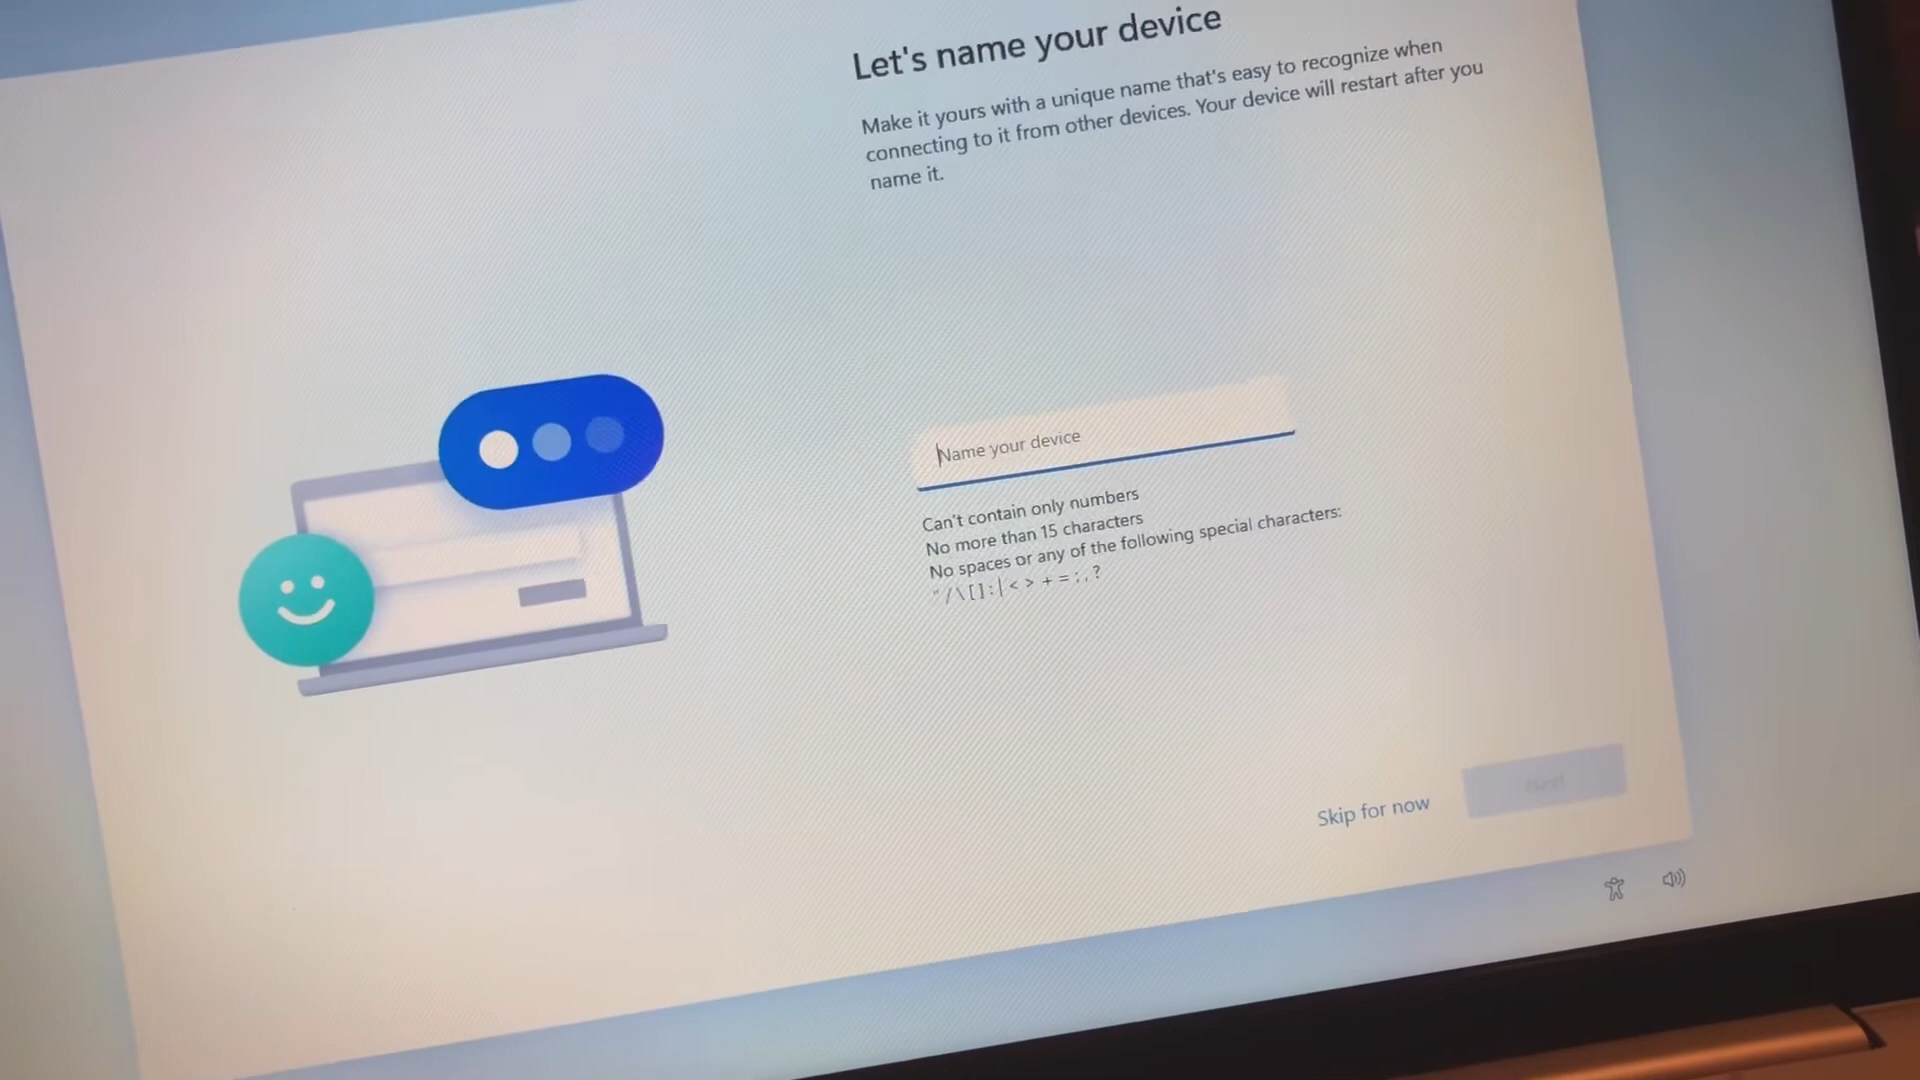 Let's name your device
Make it yours with a unique name that's easy to recognize when
connecting to it from other devices. Your device will restart after you
name it.
Name your device
Can't contain only numbers
No more than 15 characters
No spaces or any of the following special characters:
" / \ [ ] : | < > + = ; , ?
Skip for now
Next